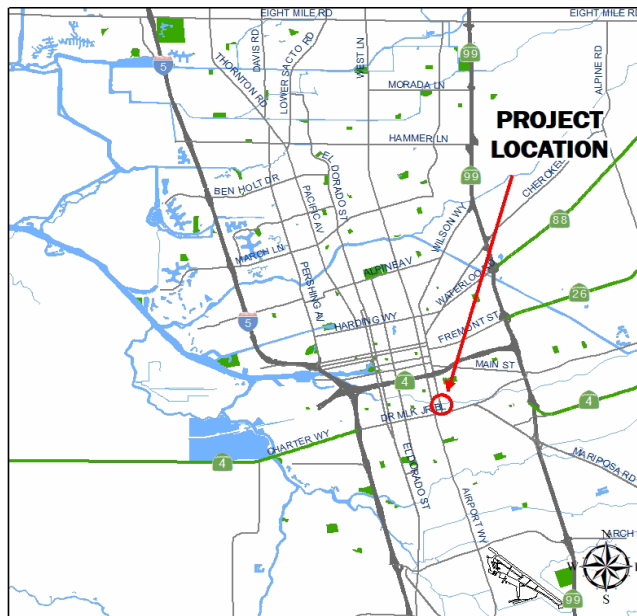 EIGHT MILE RD
EIGHT MILE RD
5
THORNTON RD
DAVIS RD
LOWER SACTO RD
WEST LN
99
ALPINE RD
MORADA LN
PROJECT
LOCATION
HAMMER LN
EL DORADO ST
99
BEN HOLT DR
PACIFIC AV
CHEROKEE
88
WILSON WY
MARCH LN
PERSHING AV
ALPINE AV
WATERLOO
26
5
HARDING WY
FREMONT ST
MAIN ST
4
4
DR MLK JR BL
CHARTER WY
4
EL DORADO ST
AIRPORT WY
MARIPOSA RD
ARCH
W
S
99